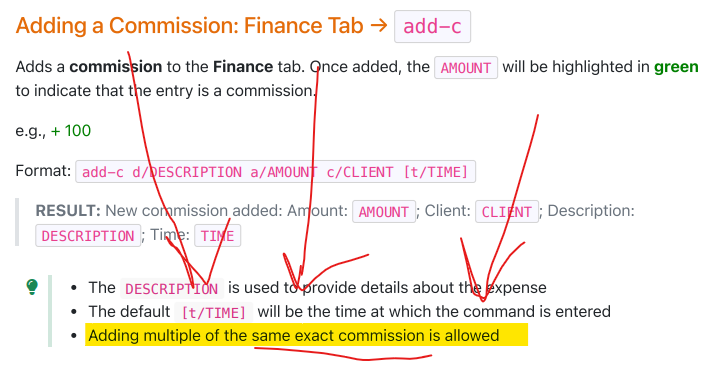 Adding a Commission: Finance Tab → add-c
Adds a commission to the Finance tab. Once added, the AMOUNT will be highlighted in green
to indicate that the entry is a commission.
e.g., + 100
Format: add-c d/DESCRIPTION a/AMOUNT c/CLIENT [t/TIME]
RESULT: New commission added: Amount: AMOUNT; Client: CLIENT; Description:
DESCRIPTION; Time: TIME
• The DESCRIPTION is used to provide details about the expense
• The default [t/TIME] will be the time at which the command is entered
• Adding multiple of the same exact commission is allowed